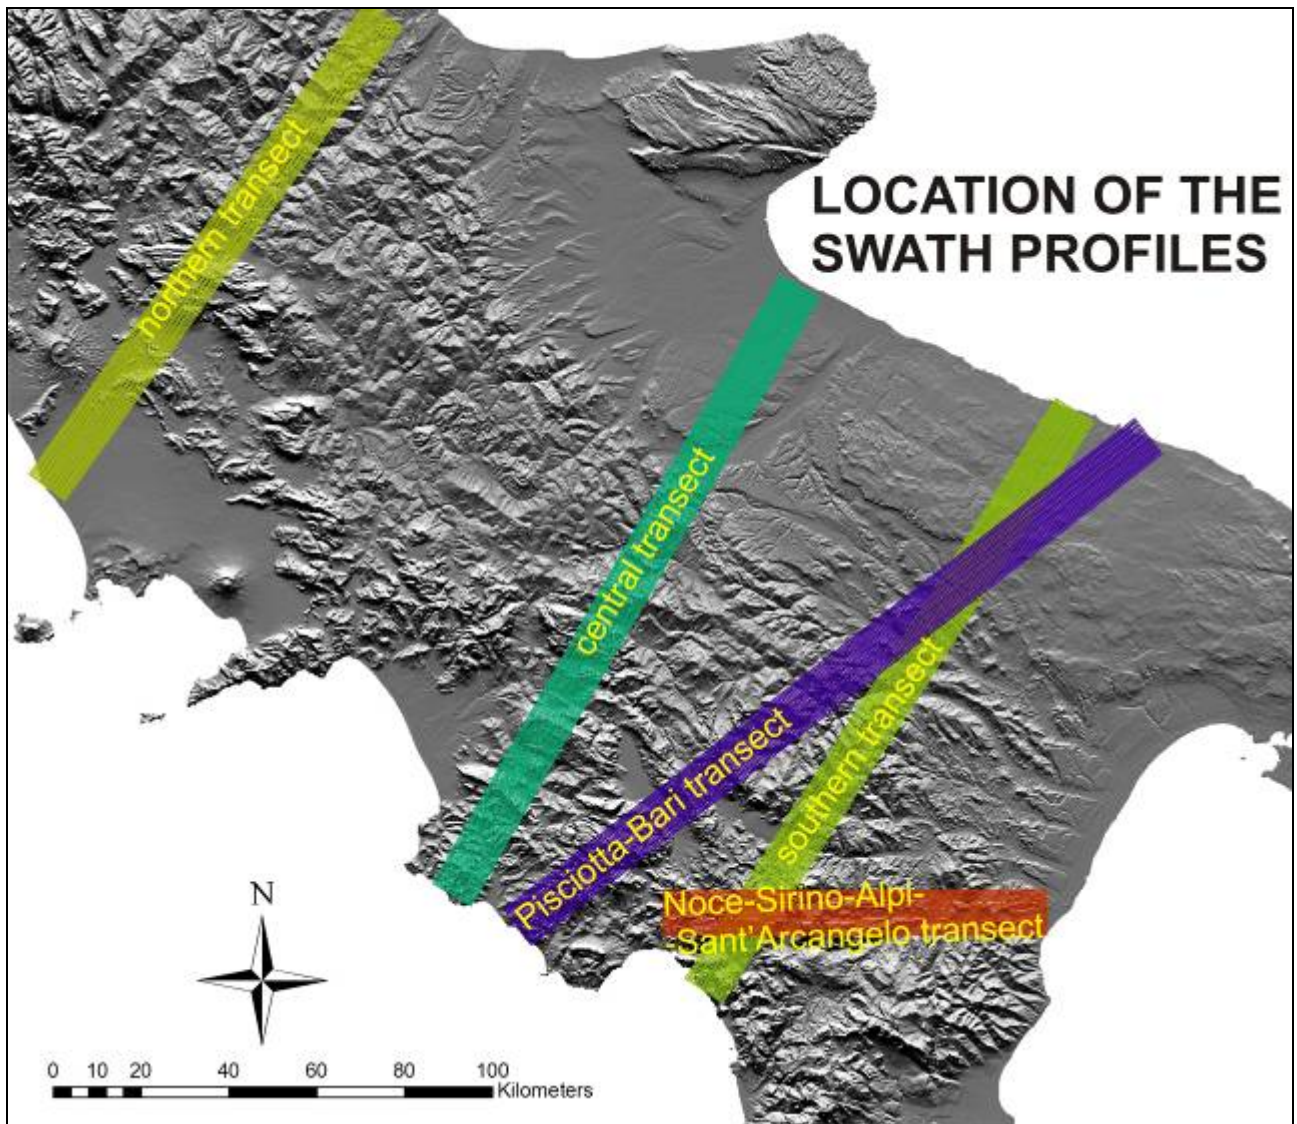 LOCATION OF THE
SWATH PROFILES
northern transect
central transect
southern transect
Pisciotta-Bari transect
Noce-Sirino-Alpi-
-Sant'Arcangelo transect
N
0 10 20 40 60 80 100
Kilometers